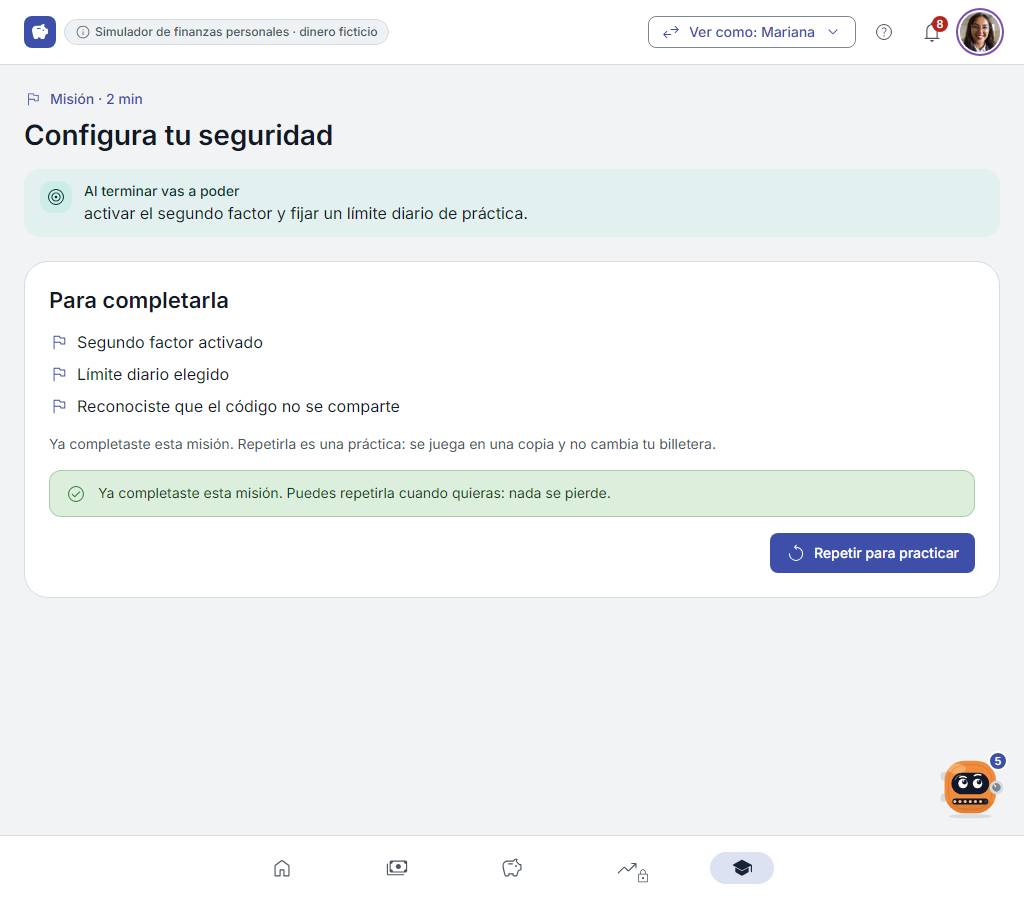 Simulador de finanzas personales · dinero ficticio
Ver como: Mariana
8
Misión · 2 min
Configura tu seguridad
Al terminar vas a poder
activar el segundo factor y fijar un límite diario de práctica.
Para completarla
Segundo factor activado
Límite diario elegido
Reconociste que el código no se comparte
Ya completaste esta misión. Repetirla es una práctica: se juega en una copia y no cambia tu billetera.
Ya completaste esta misión. Puedes repetirla cuando quieras: nada se pierde.
Repetir para practicar
5